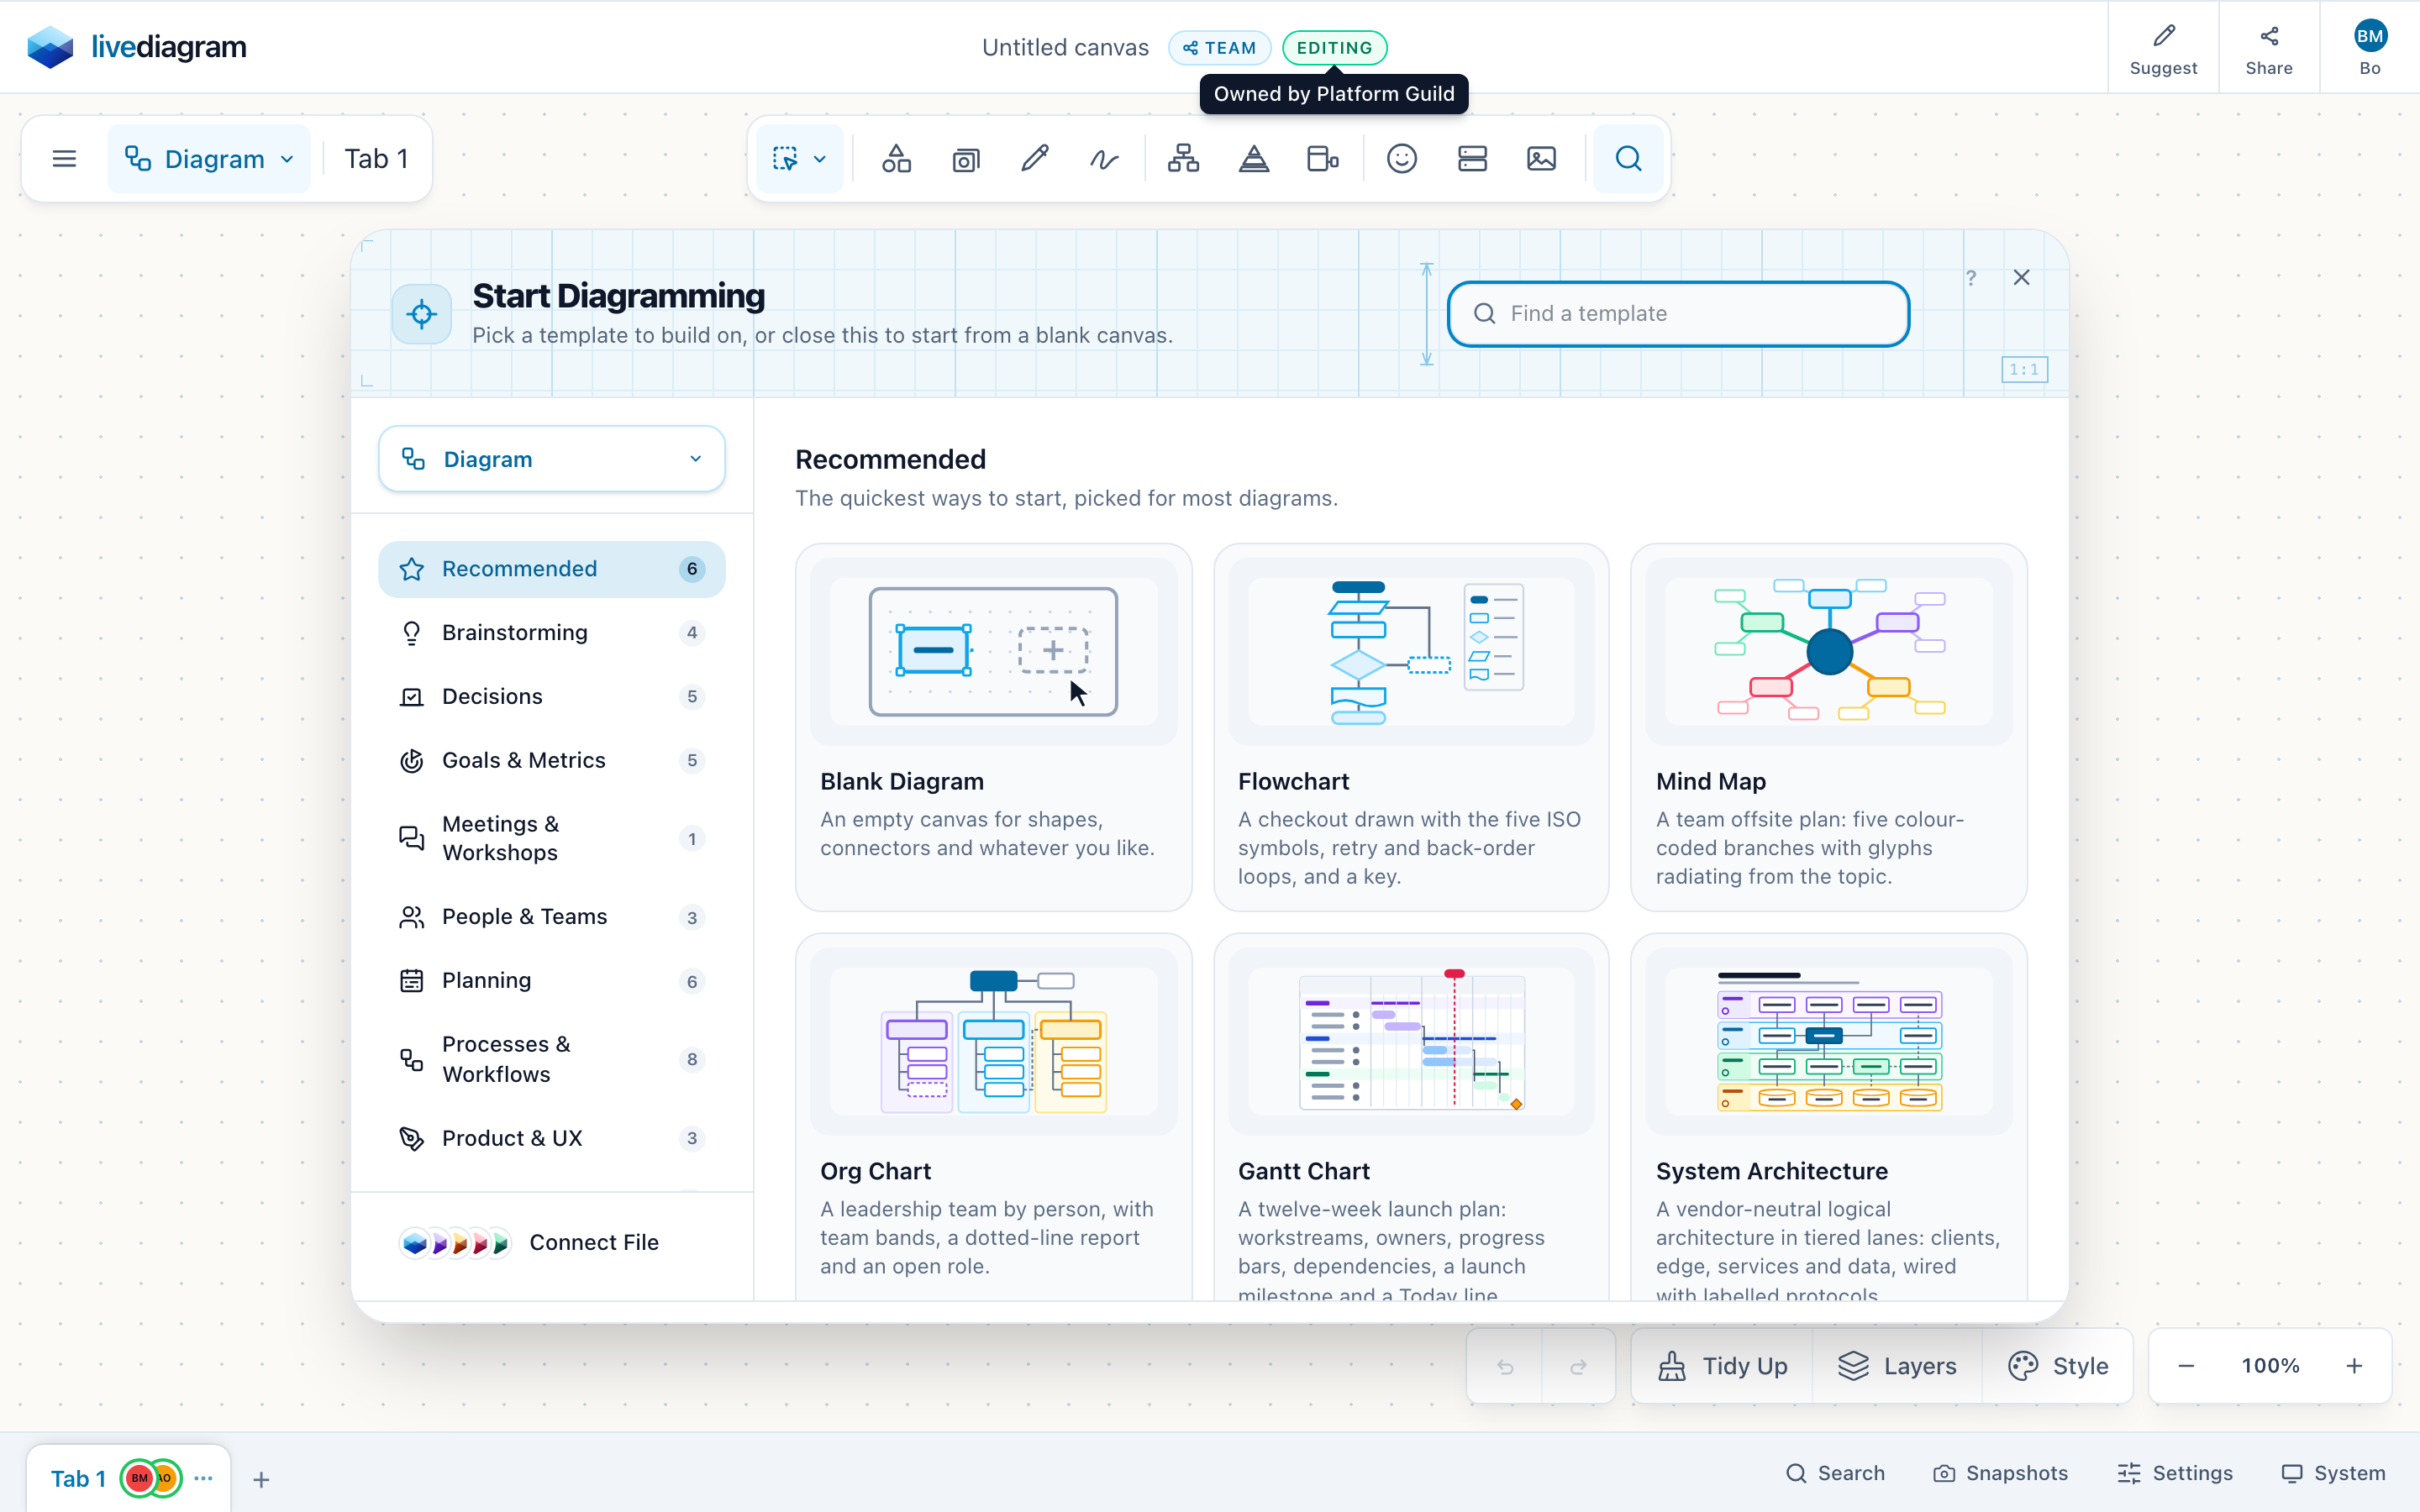 livediagram
Untitled canvas
TEAM
EDITING
Suggest
Share
BM
Bo
Owned by Platform Guild
Diagram
Tab 1
Start Diagramming
Pick a template to build on, or close this to start from a blank canvas.
Find a template
?
1:1
Diagram
Recommended 6
Brainstorming 4
Decisions 5
Goals & Metrics 5
Meetings &
Workshops 1
People & Teams 3
Planning 6
Processes &
Workflows 8
Product & UX 3
Connect File
Recommended
The quickest ways to start, picked for most diagrams.
Blank Diagram
An empty canvas for shapes,
connectors and whatever you like.
Flowchart
A checkout drawn with the five ISO
symbols, retry and back-order
loops, and a key.
Mind Map
A team offsite plan: five colour-
coded branches with glyphs
radiating from the topic.
Org Chart
A leadership team by person, with
team bands, a dotted-line report
and an open role.
Gantt Chart
A twelve-week launch plan:
workstreams, owners, progress
bars, dependencies, a launch
milestone and a Today line
System Architecture
A vendor-neutral logical
architecture in tiered lanes: clients,
edge, services and data, wired
with labelled protocols
Tidy Up
Layers
Style
100%
Tab 1
BM
AO
Search
Snapshots
Settings
System